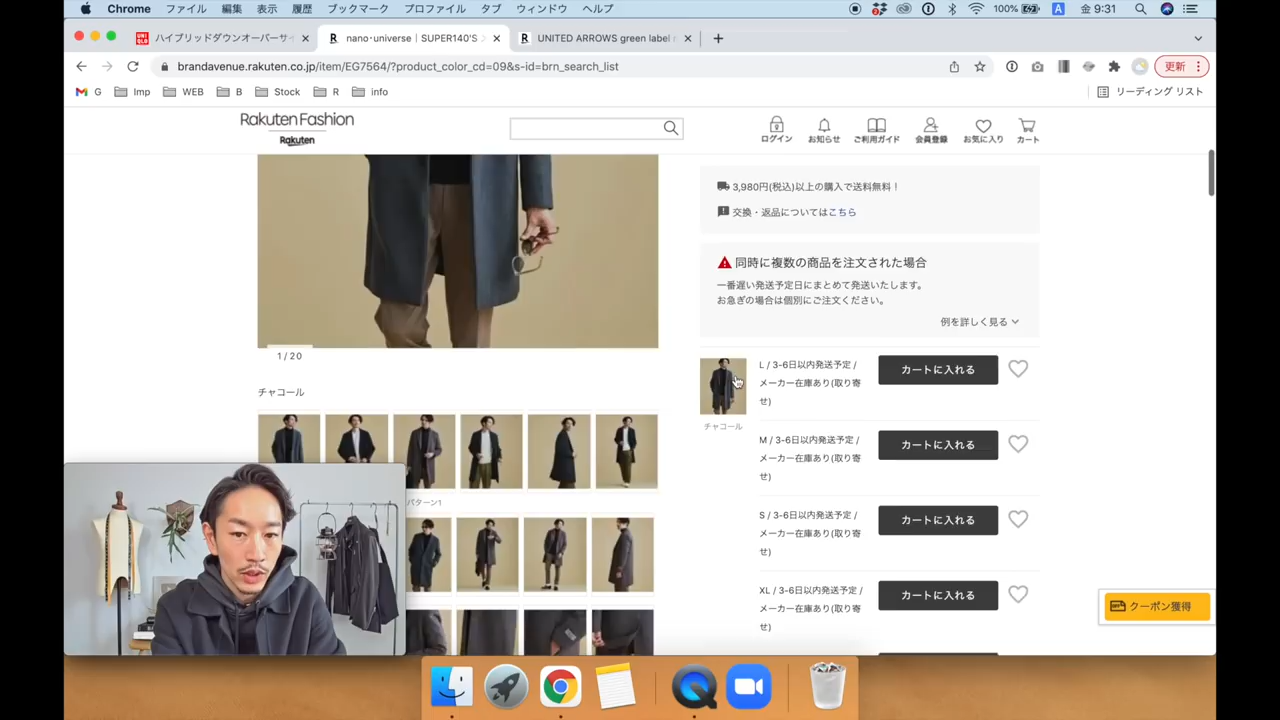 Chrome ファイル 編集 表示 履歴 ブックマーク プロファイル タブ ウィンドウ ヘルプ 100% A 金 9:31
ハイブリッドダウンオーバーサ
nano・universe｜SUPER140'S
UNITED ARROWS green label
brandavenue.rakuten.co.jp/item/EG7564/?product_color_cd=09&s-id=brn_search_list
更新
G Imp WEB B Stock R info
リーディング リスト
Rakuten Fashion
Rakuten
ログイン お知らせ ご利用ガイド 会員登録 お気に入り カート
3,980円(税込)以上の購入で送料無料！
交換・返品についてはこちら
同時に複数の商品を注文された場合
一番遅い発送予定日にまとめて発送いたします。
お急ぎの場合は個別にご注文ください。
例を詳しく見る
1 / 20
チャコール
パターン1
チャコール
L / 3-6日以内発送予定 /
メーカー在庫あり(取り寄
せ)
カートに入れる
M / 3-6日以内発送予定 /
メーカー在庫あり(取り寄
せ)
カートに入れる
S / 3-6日以内発送予定 /
メーカー在庫あり(取り寄
せ)
カートに入れる
XL / 3-6日以内発送予定 /
メーカー在庫あり(取り寄
せ)
カートに入れる
クーポン獲得